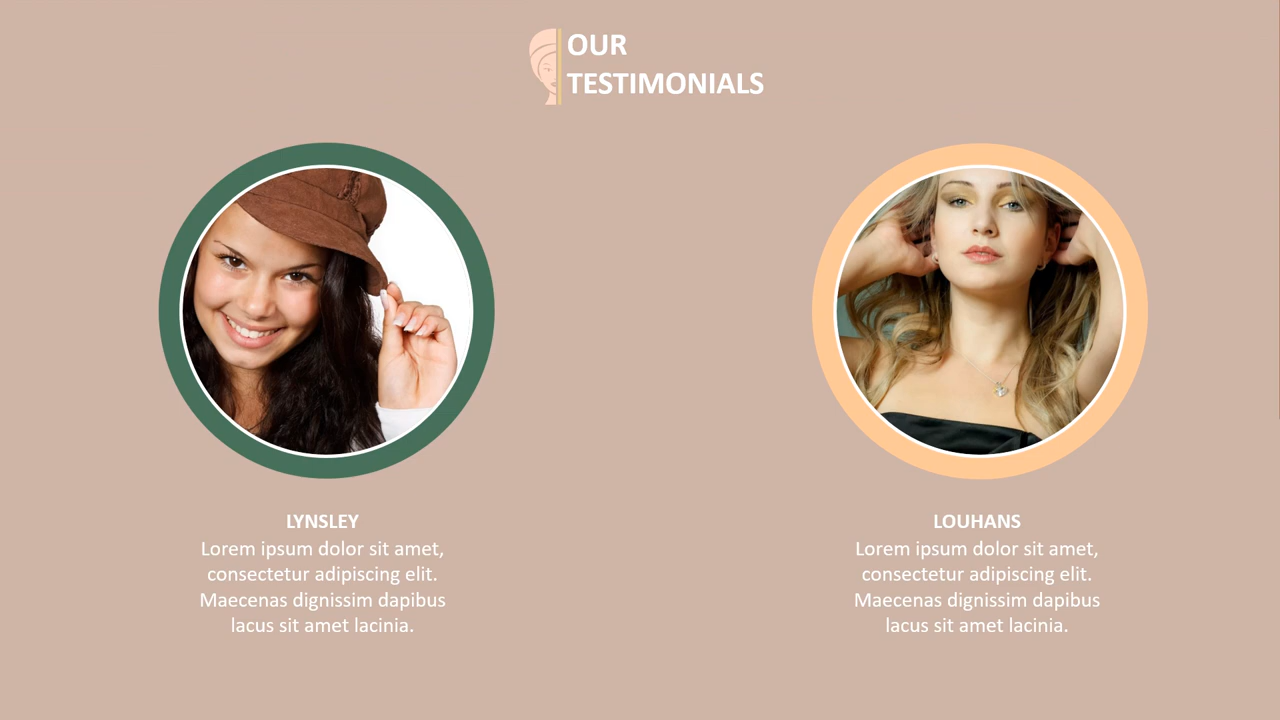 OUR
TESTIMONIALS
LYNSLEY
Lorem ipsum dolor sit amet,
consectetur adipiscing elit.
Maecenas dignissim dapibus
lacus sit amet lacinia.
LOUHANS
Lorem ipsum dolor sit amet,
consectetur adipiscing elit.
Maecenas dignissim dapibus
lacus sit amet lacinia.